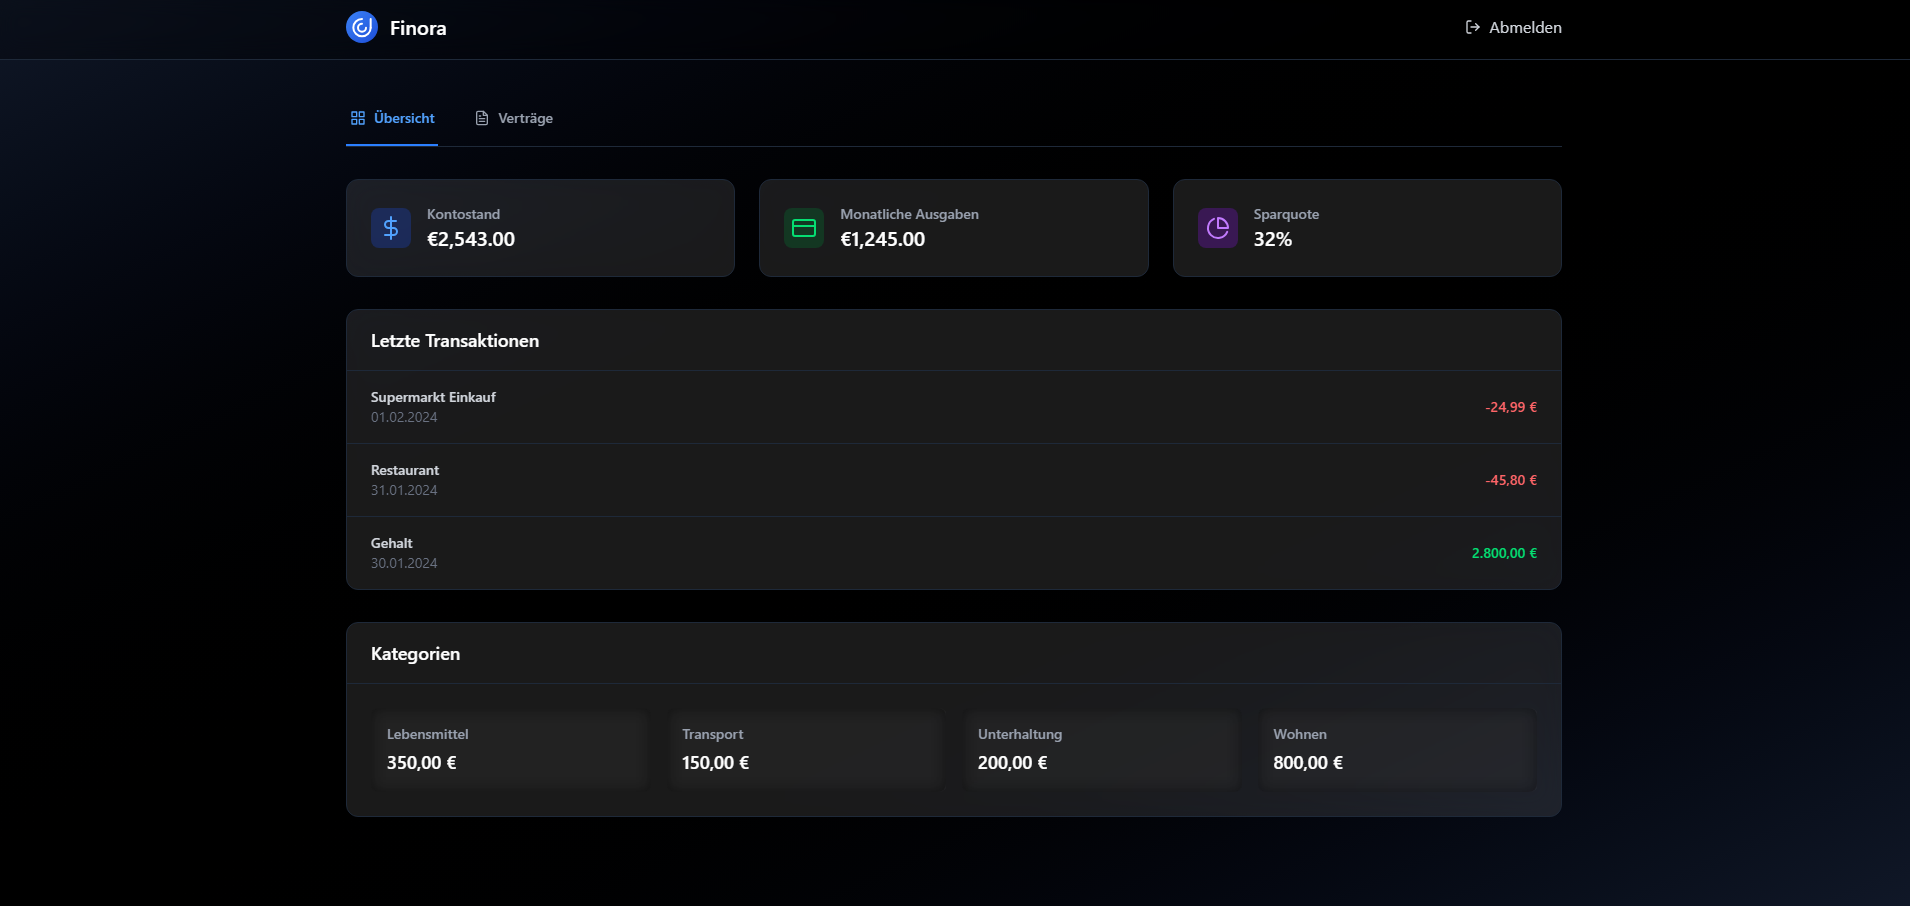 Finora
Abmelden
Übersicht
Verträge
Kontostand
€2,543.00
Monatliche Ausgaben
€1,245.00
Sparquote
32%
Letzte Transaktionen
Supermarkt Einkauf
01.02.2024
-24,99 €
Restaurant
31.01.2024
-45,80 €
Gehalt
30.01.2024
2.800,00 €
Kategorien
Lebensmittel
350,00 €
Transport
150,00 €
Unterhaltung
200,00 €
Wohnen
800,00 €